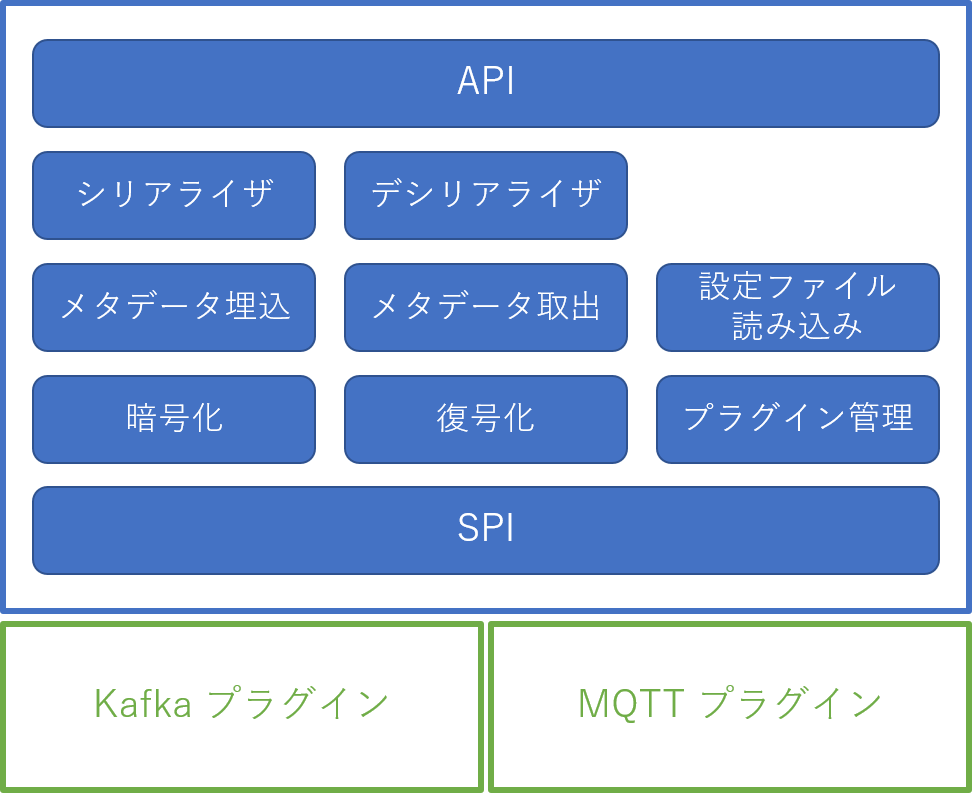 API
シリアライザ
デシリアライザ
メタデータ埋込
メタデータ取出
設定ファイル
読み込み
暗号化
復号化
プラグイン管理
SPI
Kafka プラグイン
MQTT プラグイン